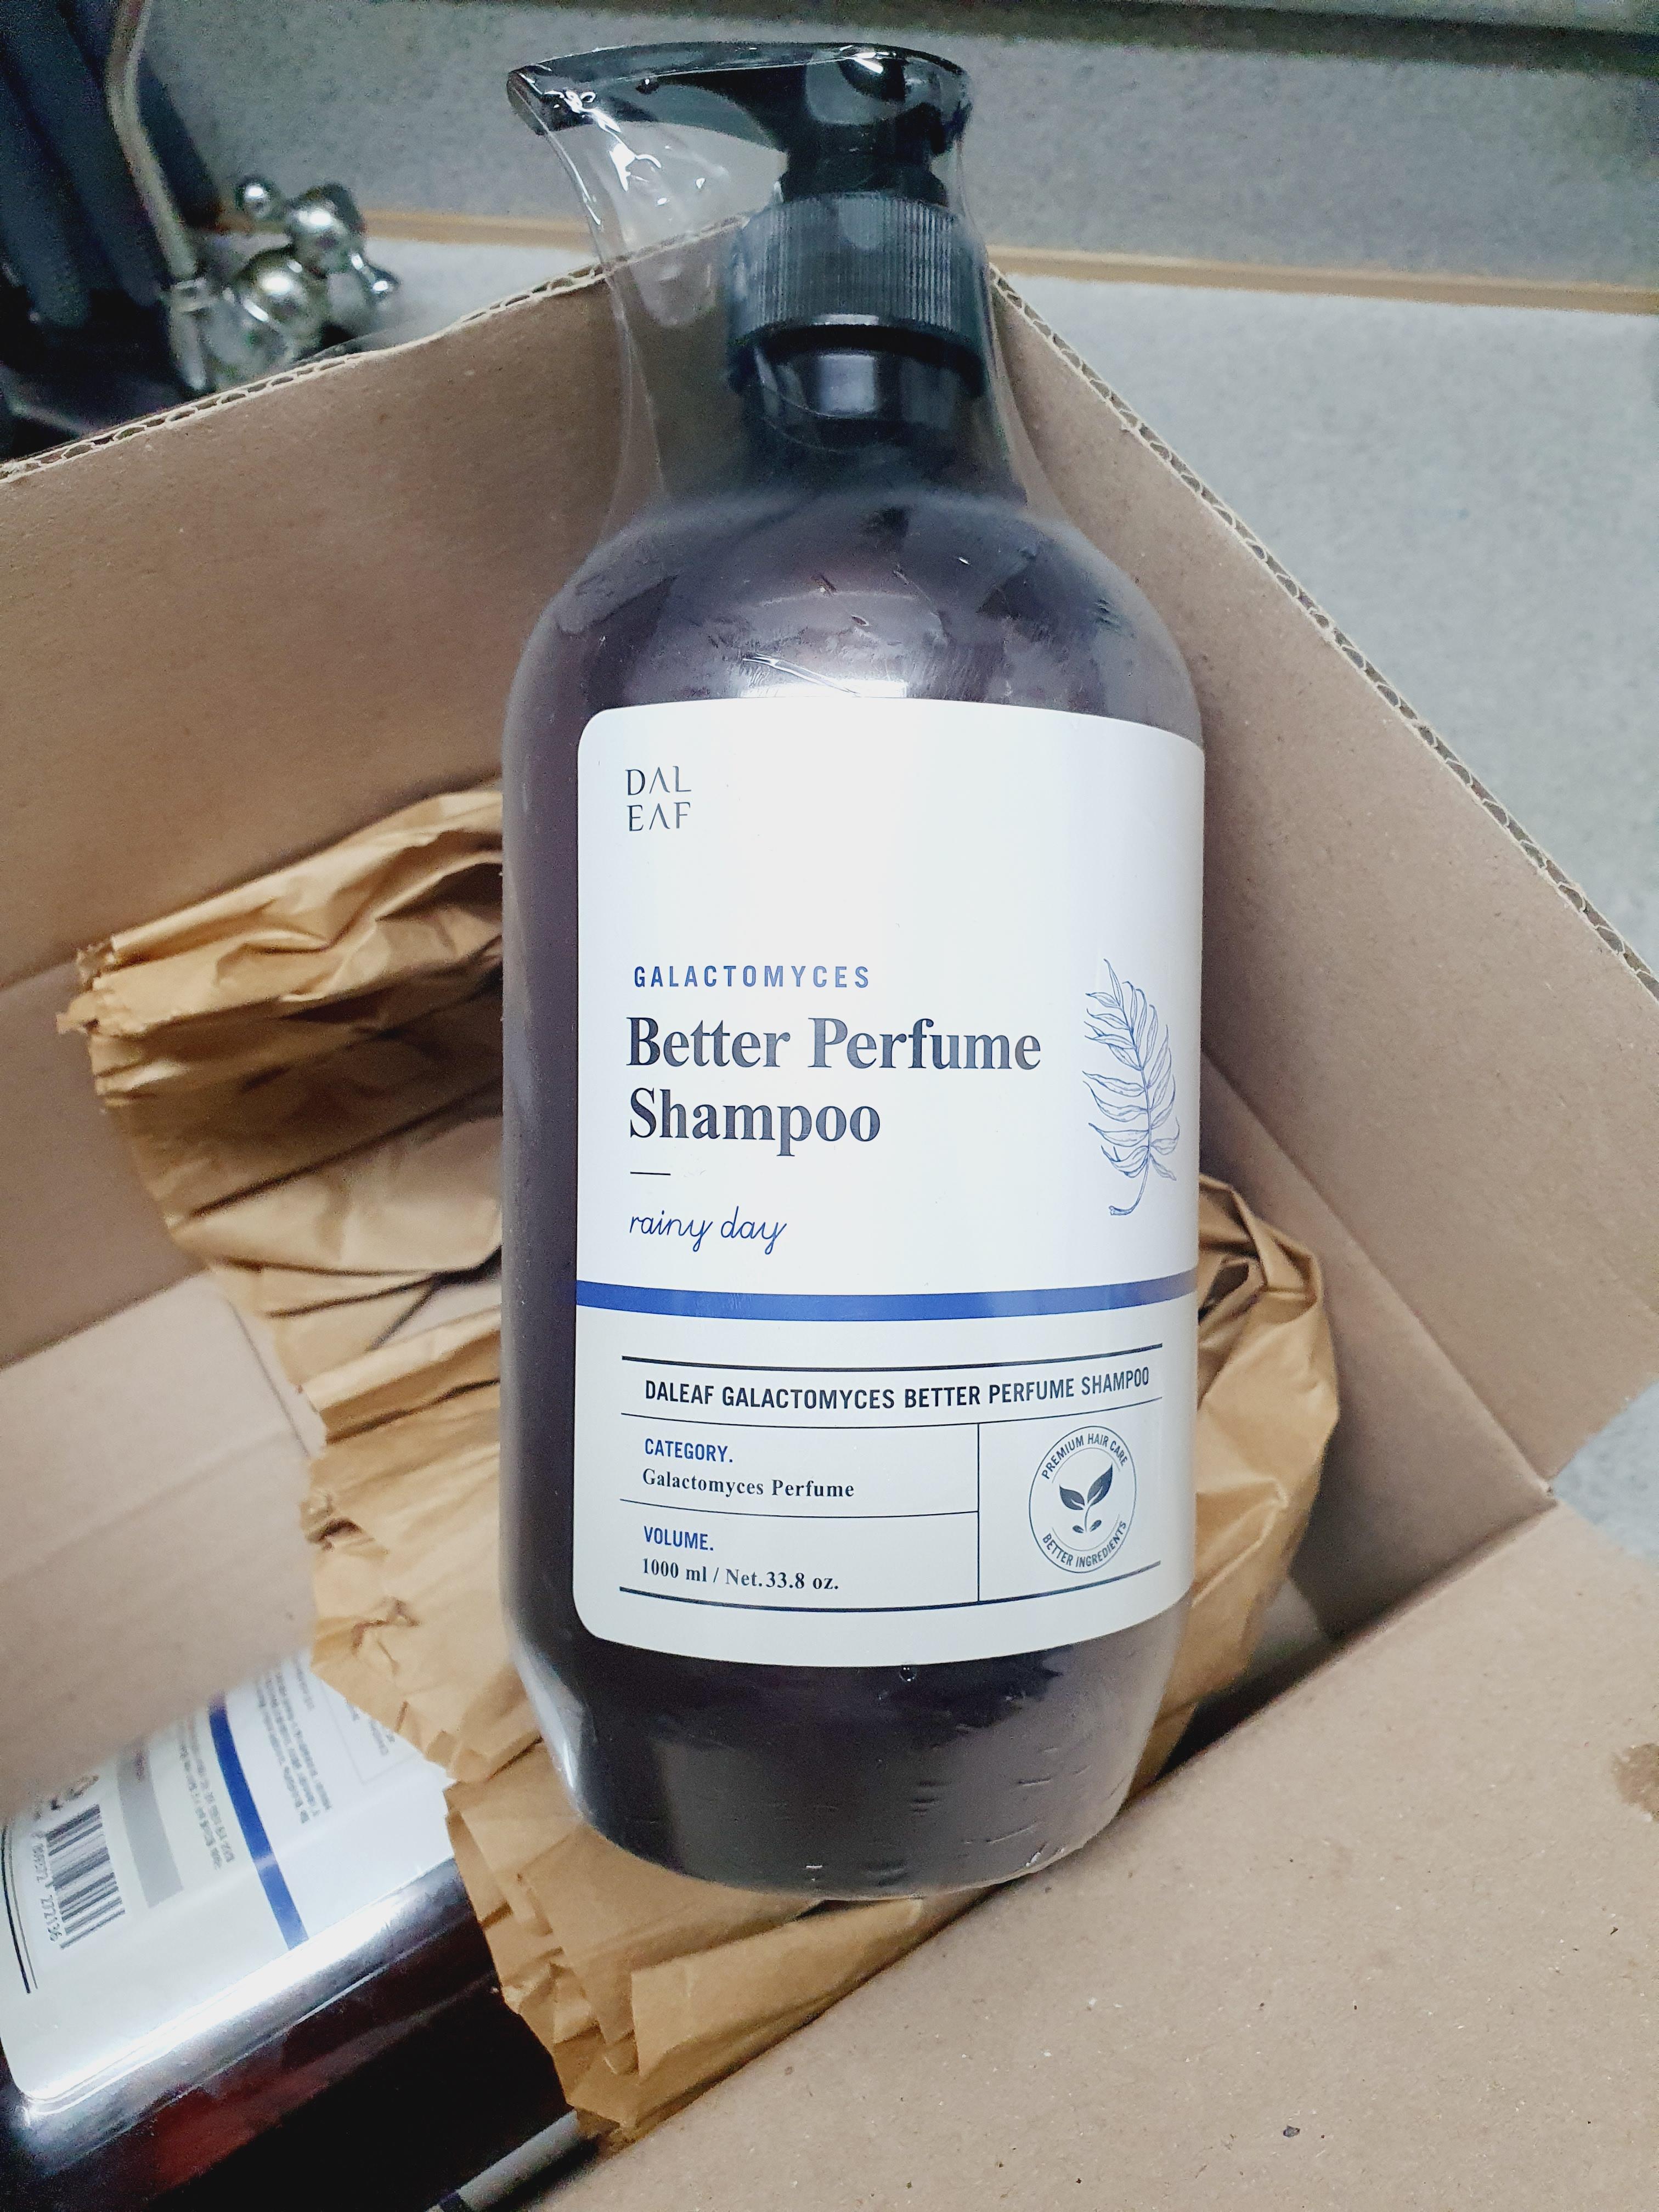 DAL
EAF
GALACTOMYCES
Better Perfume
Shampoo
rainy day
DALEAF GALACTOMYCES BETTER PERFUME SHAMPOO
CATEGORY.
Galactomyces Perfume
VOLUME.
1000 ml / Net.33.8 oz.
PREMIUM HAIR CARE
BETTER INGREDIENTS